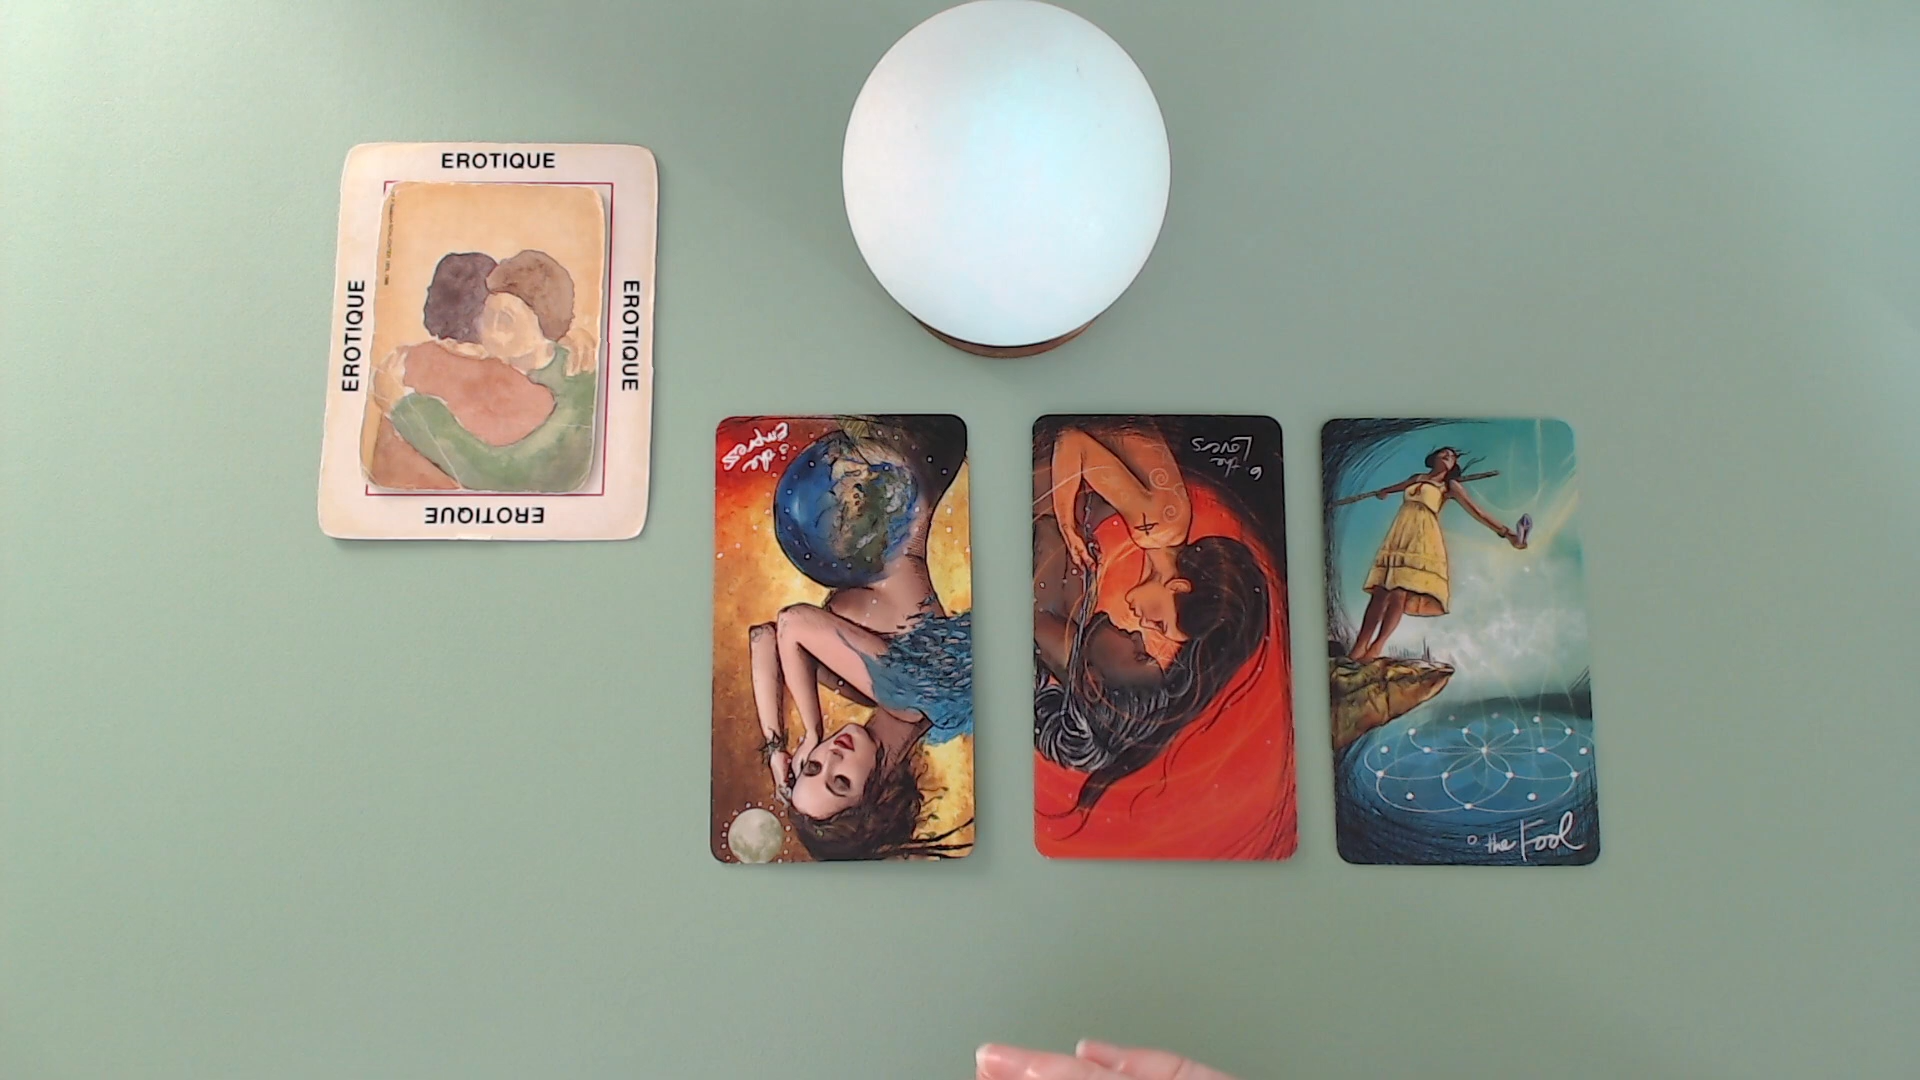 EROTIQUE
EROTIQUE
EROTIQUE
EROTIQUE
3 the
Empress
6 the
Lovers
0 the Fool